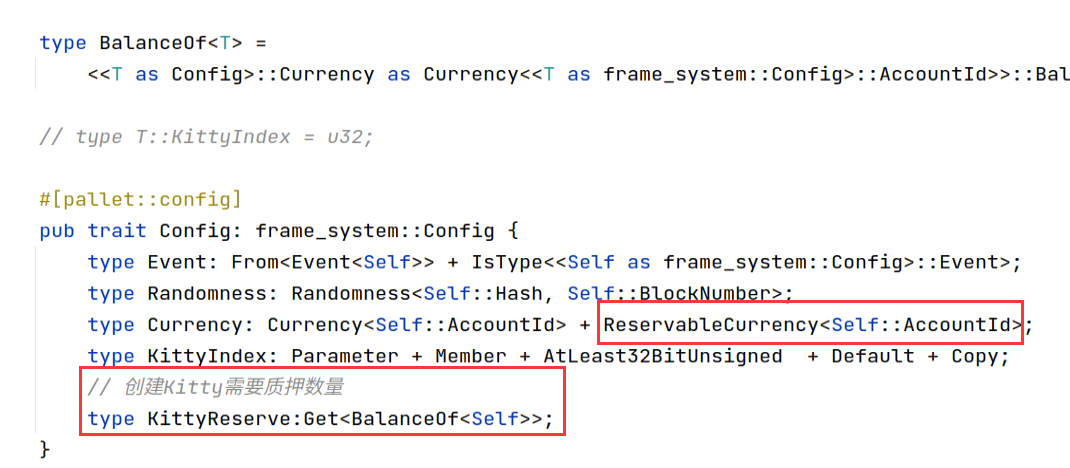 type BalanceOf<T> =
<<T as Config>::Currency as Currency<<T as frame_system::Config>::AccountId>>::Bal
// type T::KittyIndex = u32;
#[pallet::config]
pub trait Config: frame_system::Config {
type Event: From<Event<Self>> + IsType<<Self as frame_system::Config>::Event>;
type Randomness: Randomness<Self::Hash, Self::BlockNumber>;
type Currency: Currency<Self::AccountId> + ReservableCurrency<Self::AccountId>;
type KittyIndex: Parameter + Member + AtLeast32BitUnsigned  + Default + Copy;
// 创建Kitty需要质押数量
type KittyReserve:Get<BalanceOf<Self>>;
}